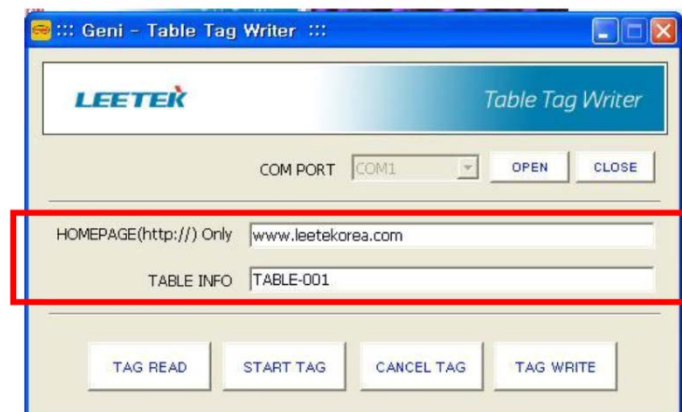 ::: Geni - Table Tag Writer :::
LEETEK Table Tag Writer
COM PORT COM1 OPEN CLOSE
HOMEPAGE(http://) Only www.leetekorea.com
TABLE INFO TABLE-001
TAG READ START TAG CANCEL TAG TAG WRITE